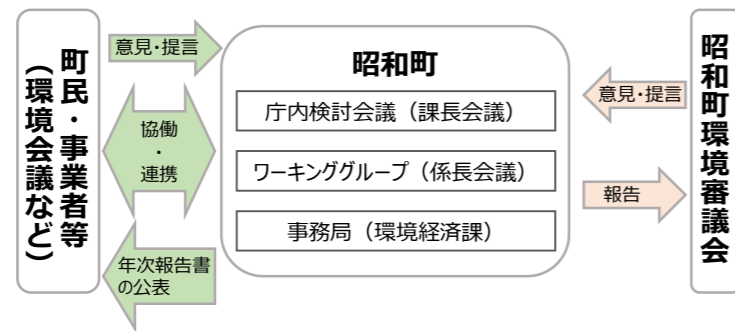 町民・事業者等
（環境会議など）
意見・提言
協働
・
連携
年次報告書
の公表
昭和町
庁内検討会議（課長会議）
ワーキンググループ（係長会議）
事務局（環境経済課）
意見・提言
報告
昭和町環境審議会